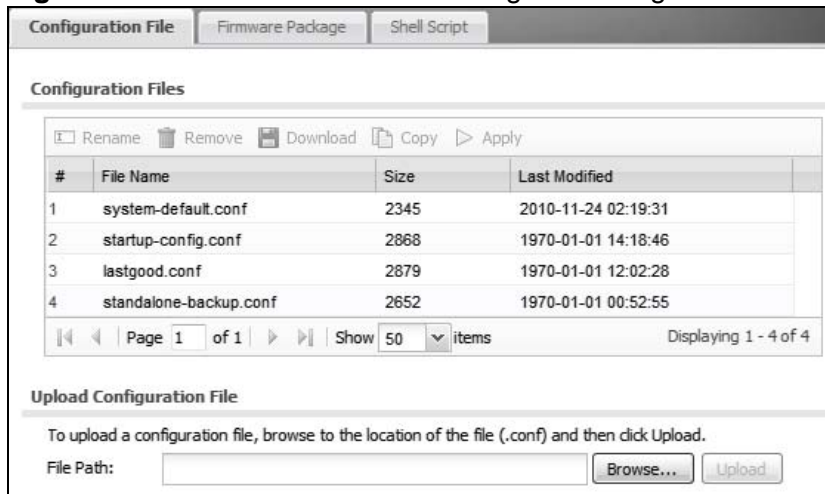 Configuration File Firmware Package Shell Script
Configuration Files
Rename Remove Download Copy Apply
# File Name Size Last Modified
1 system-default.conf 2345 2010-11-24 02:19:31
2 startup-config.conf 2868 1970-01-01 14:18:46
3 lastgood.conf 2879 1970-01-01 12:02:28
4 standalone-backup.conf 2652 1970-01-01 00:52:55
Page 1 of 1 Show 50 items Displaying 1 - 4 of 4
Upload Configuration File
To upload a configuration file, browse to the location of the file (.conf) and then click Upload.
File Path: Browse... Upload